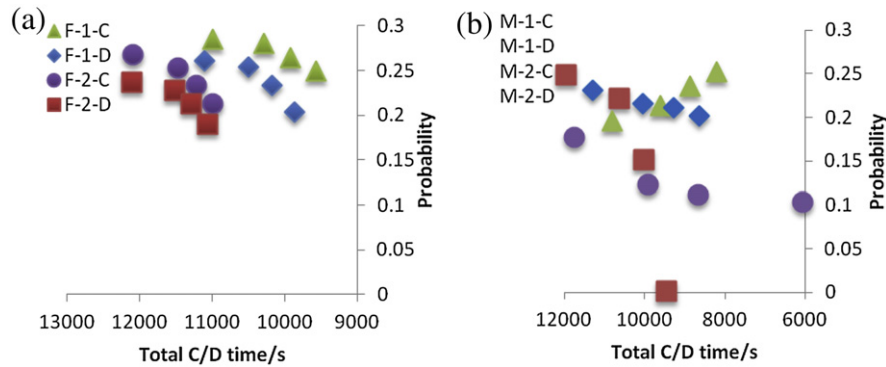 (a)
F-1-C
F-1-D
F-2-C
F-2-D
0.3
0.25
0.2
0.15
0.1
0.05
0
Probability
13000 12000 11000 10000 9000
Total C/D time/s
(b)
M-1-C
M-1-D
M-2-C
M-2-D
0.3
0.25
0.2
0.15
0.1
0.05
0
Probability
12000 10000 8000 6000
Total C/D time/s